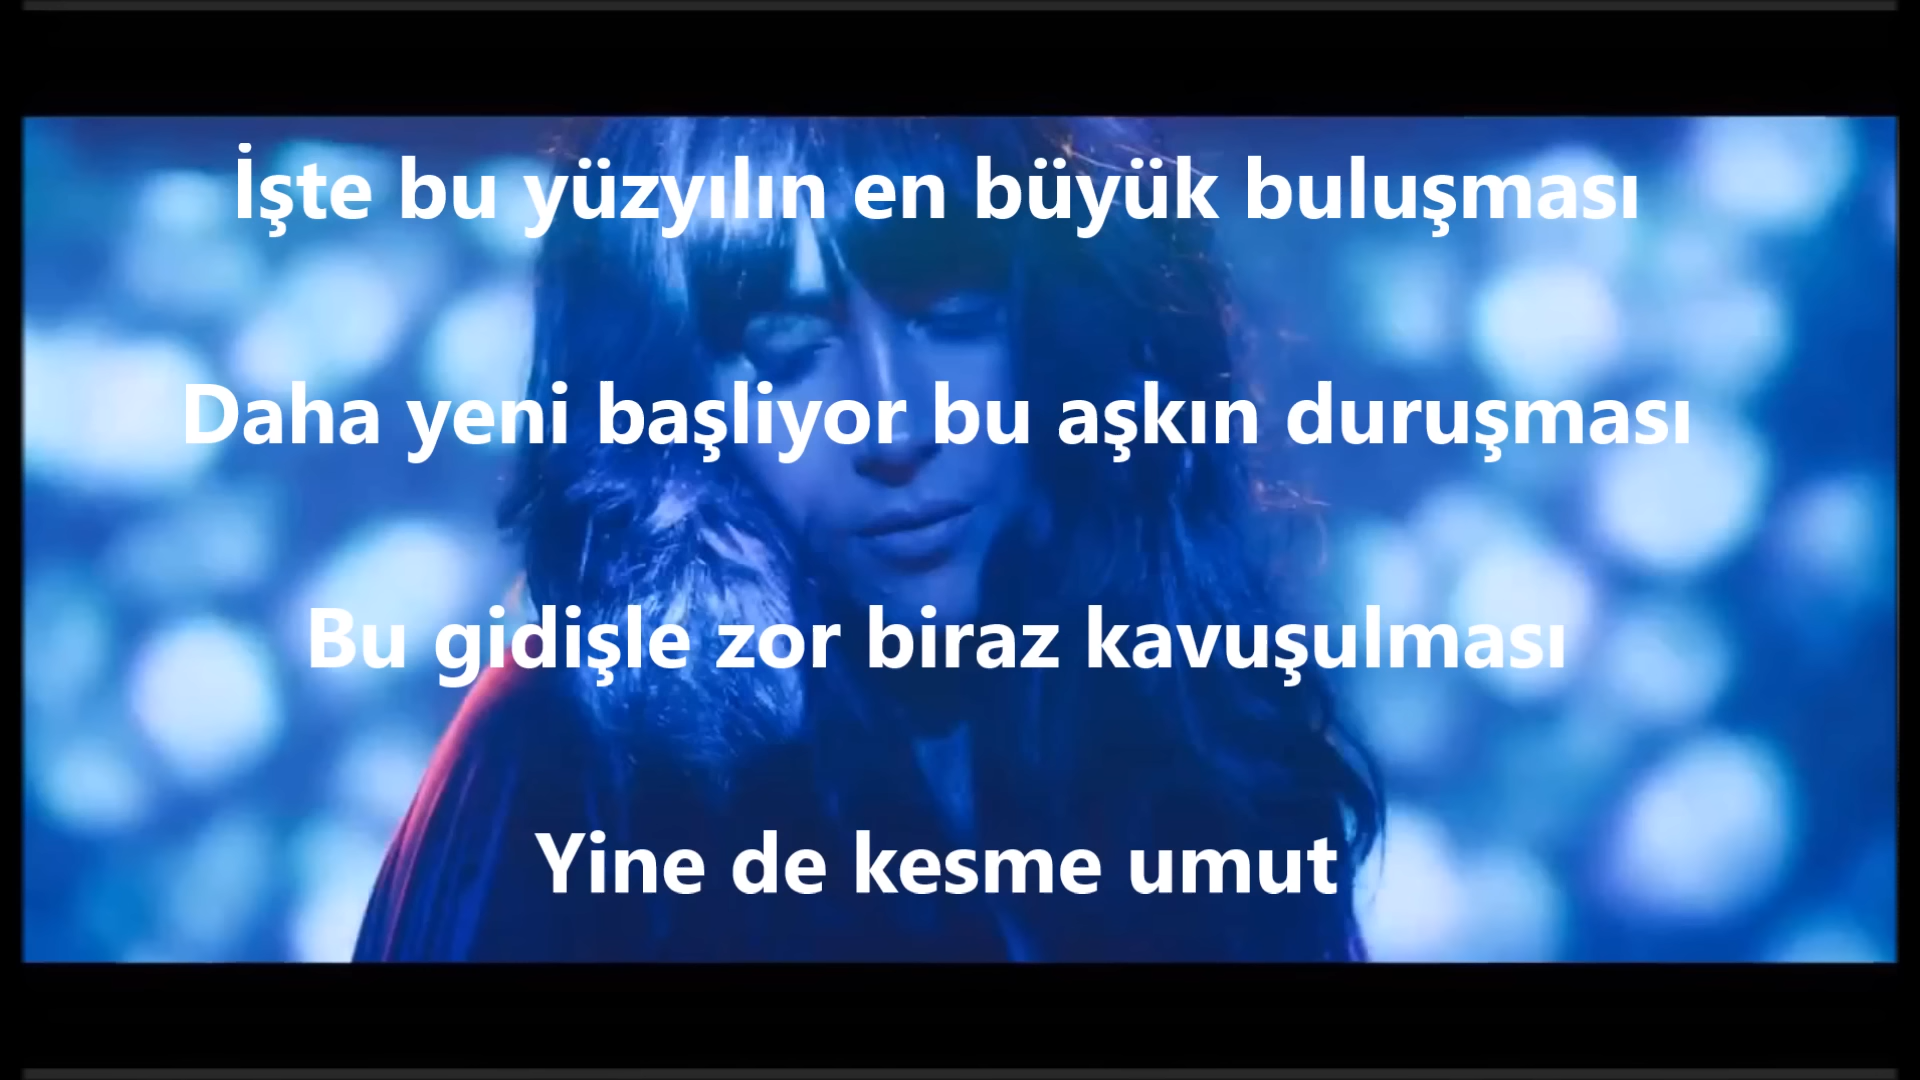 İşte bu yüzyılın en büyük buluşması
Daha yeni başliyor bu aşkın duruşması
Bu gidişle zor biraz kavuşulması
Yine de kesme umut